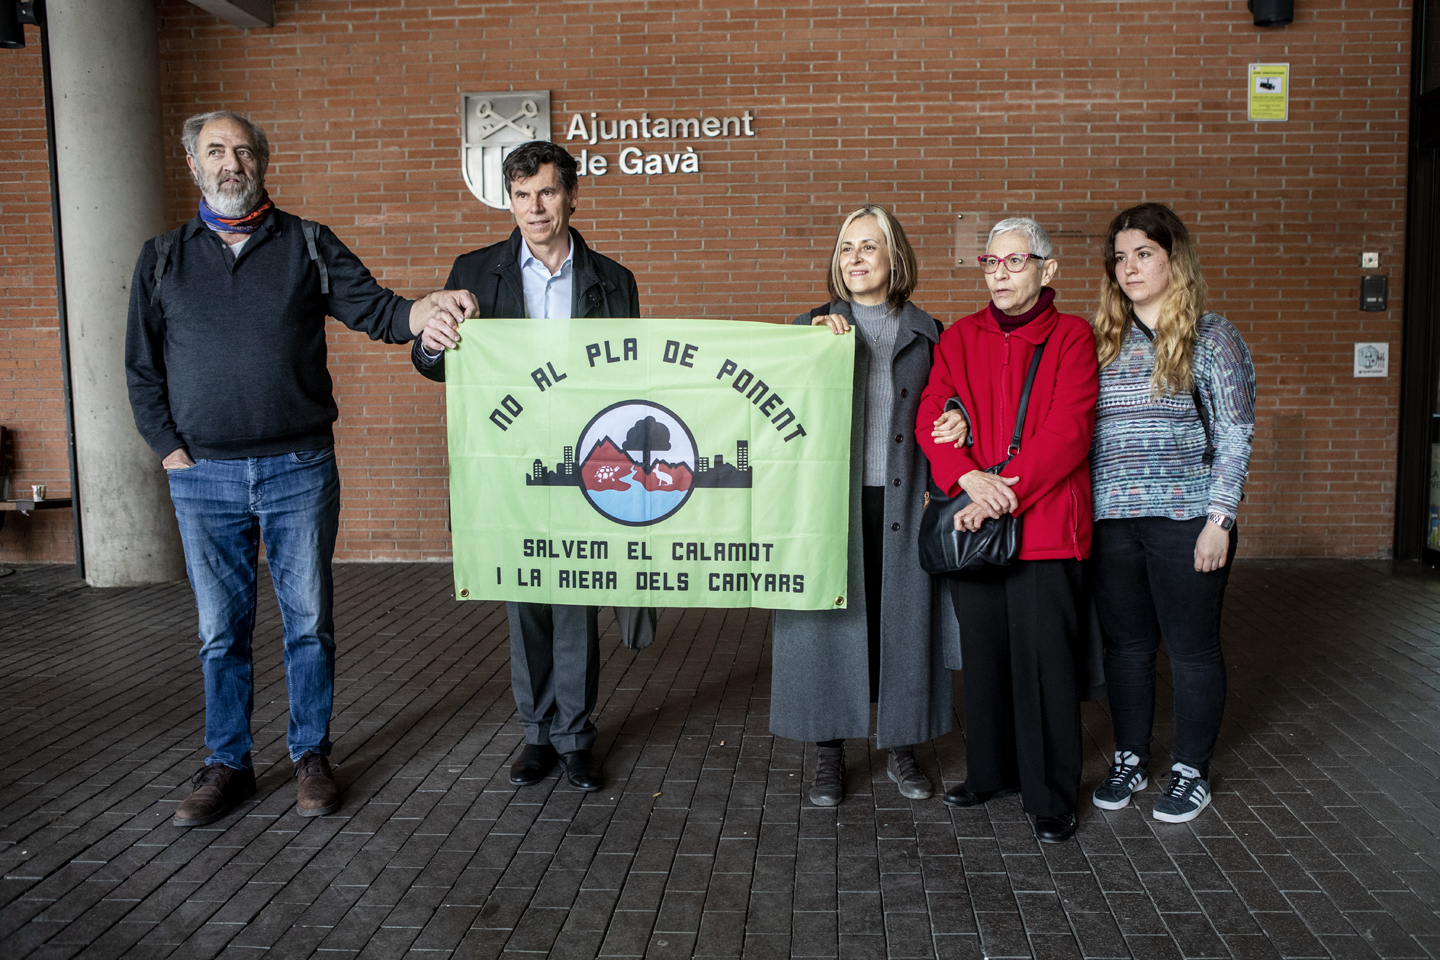 Ajuntament
de Gavà
NO AL PLA DE PONENT
SALVEM EL CALAMOT
I LA RIERA DELS CANYARS